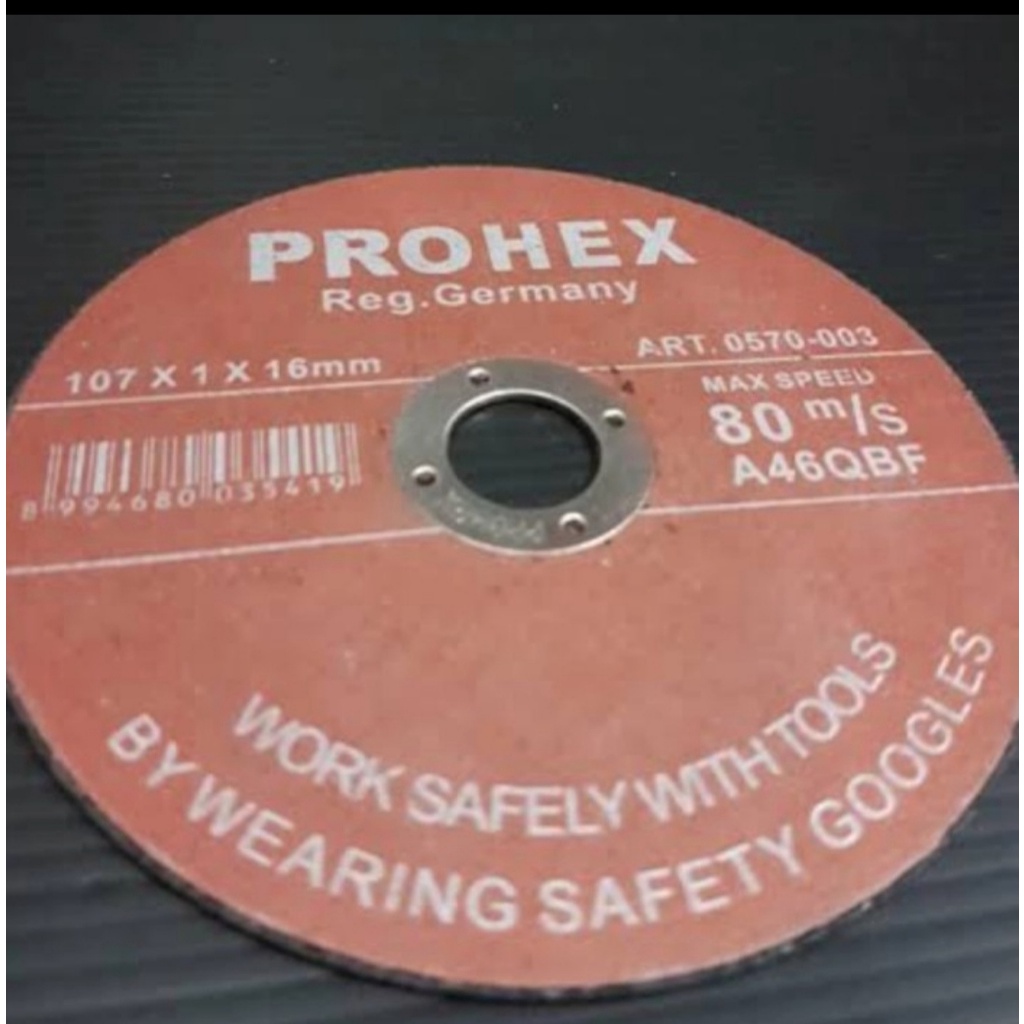 PROHEX
Reg.Germany
107 X 1 X 16mm
ART. 0570-003
MAX SPEED
80 m/s
A46QBF
8 994680 035419
WORK SAFELY WITH TOOLS
BY WEARING SAFETY GOOGLES